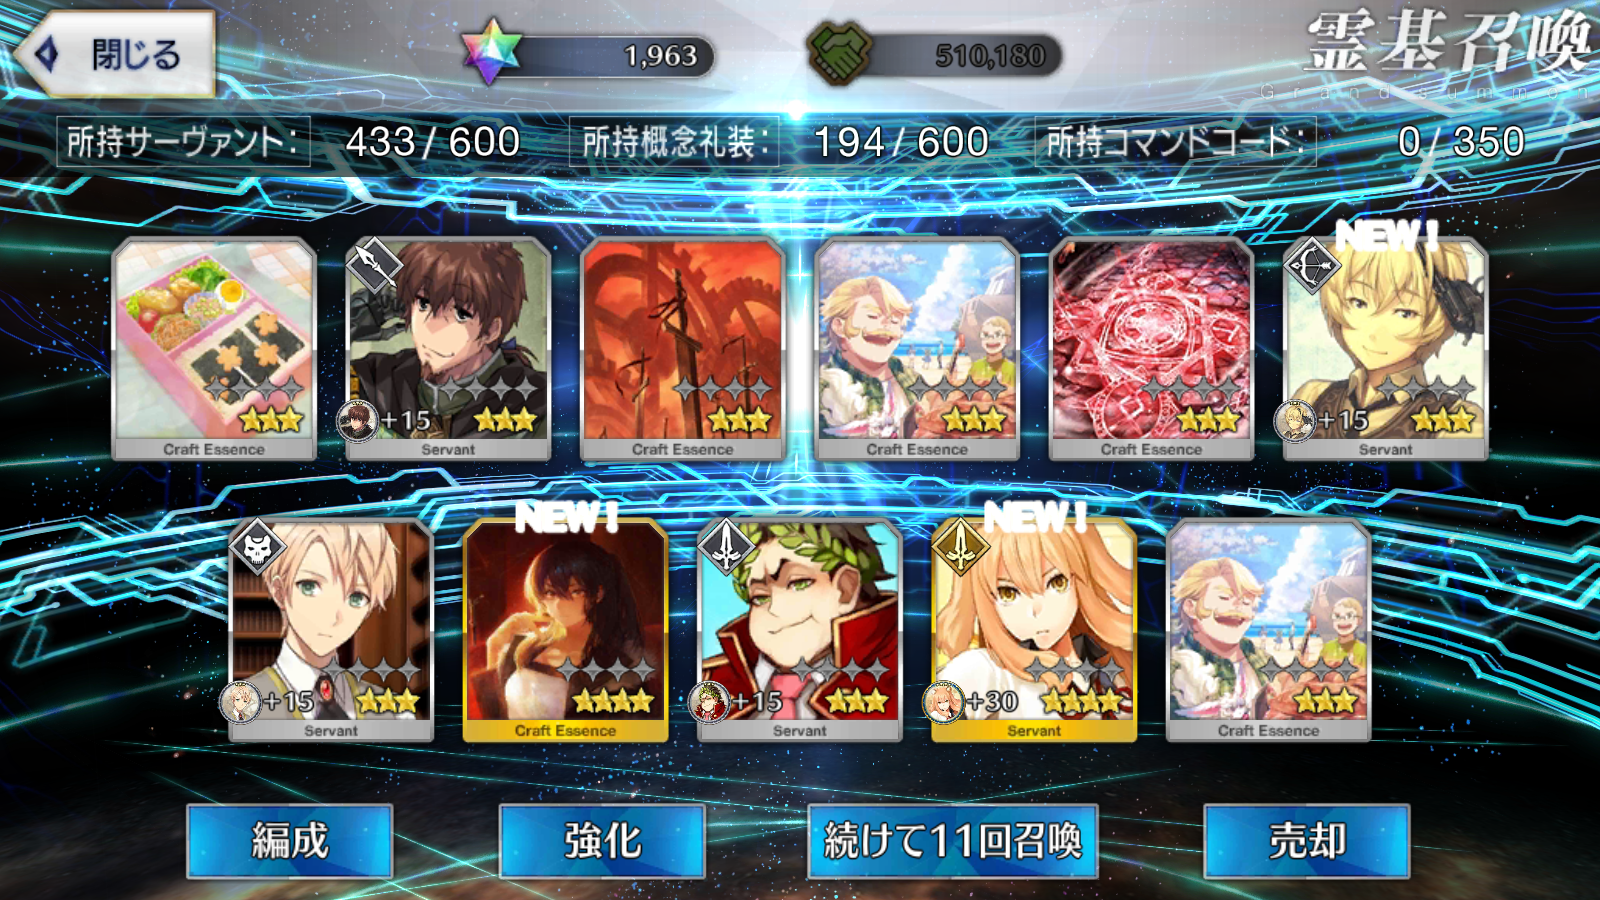 閉じる
1,963
510,180
霊基召喚
Grand summon
所持サーヴァント: 433/600
所持概念礼装: 194/600
所持コマンドコード: 0/350
NEW!
+15
+15
Craft Essence
Servant
Craft Essence
Craft Essence
Craft Essence
Servant
NEW!
NEW!
+15
+15
+30
Servant
Craft Essence
Servant
Servant
Craft Essence
編成
強化
続けて11回召喚
売却